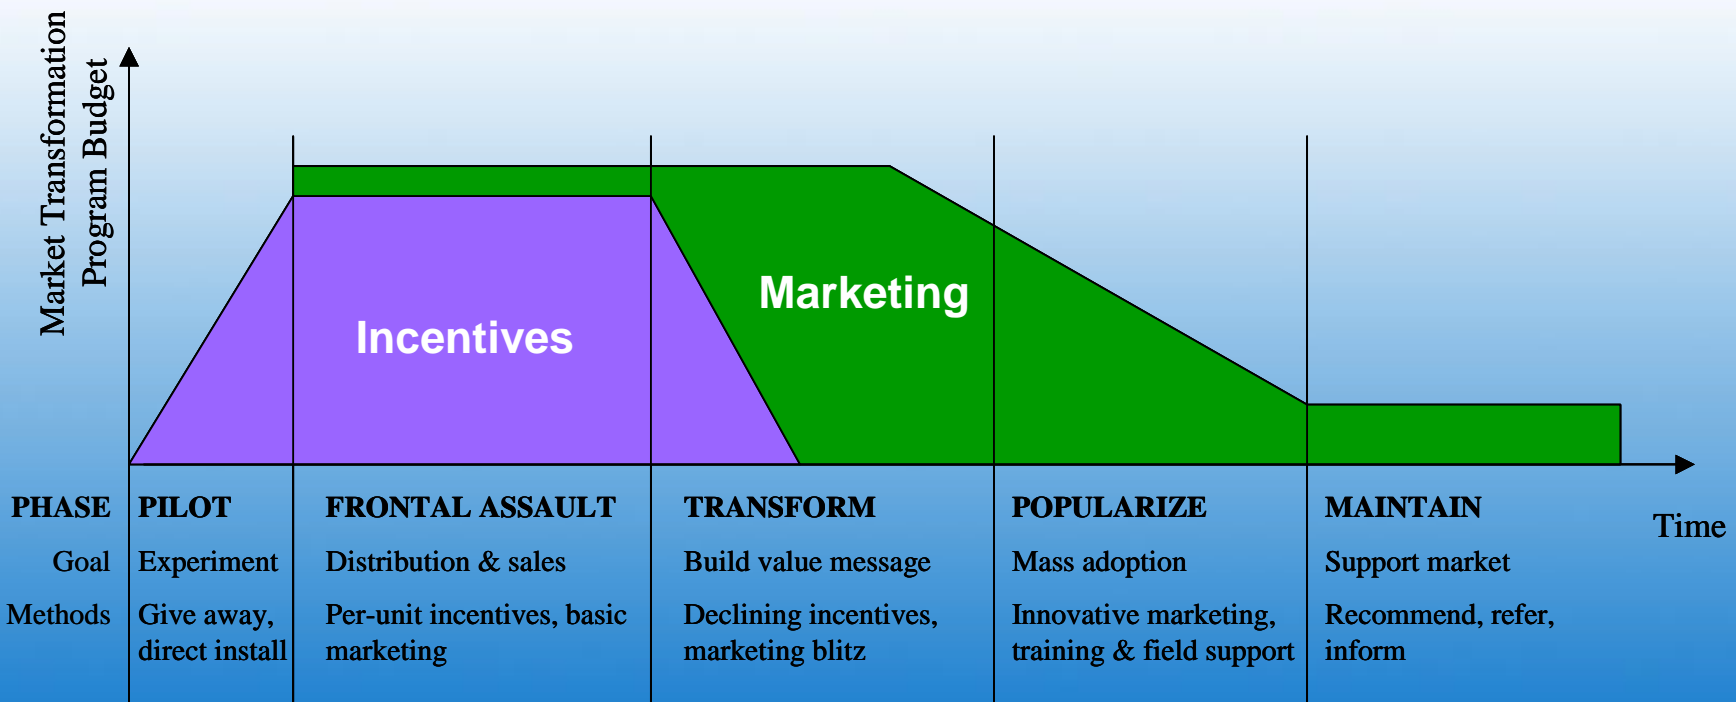 Market Transformation
Program Budget
Incentives
Marketing
Time
PHASE PILOT FRONTAL ASSAULT TRANSFORM POPULARIZE MAINTAIN
Goal Experiment Distribution & sales Build value message Mass adoption Support market
Methods Give away, Per-unit incentives, basic Declining incentives, Innovative marketing, Recommend, refer,
direct install marketing marketing blitz training & field support inform